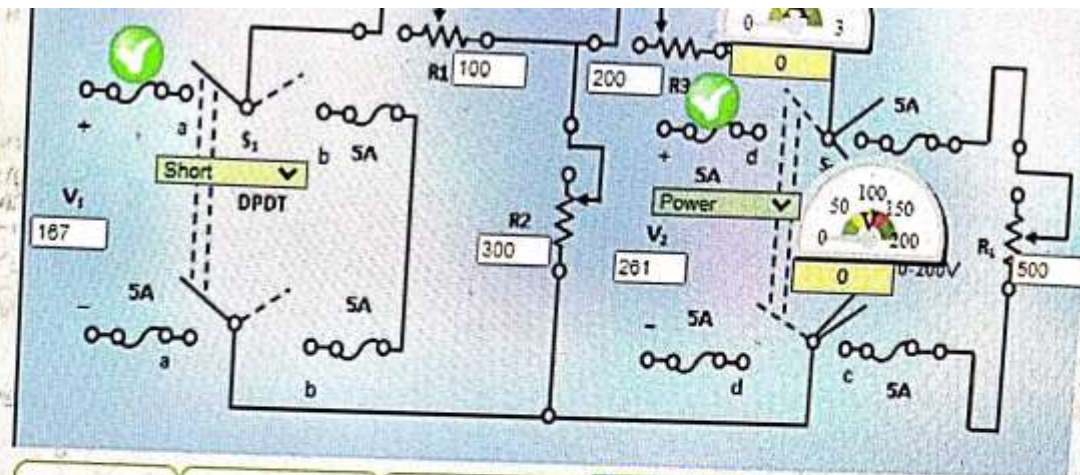 0 3
0
R1 100
200 R3
+ a S₁
b 5A
Short
DPDT
V₁
167
R2
300
+ d
5A
Power
V₂
261
5A
0 50 100 150 200
V
0
0-200V
500
- 5A
a
5A
b
- 5A
d
c
5A